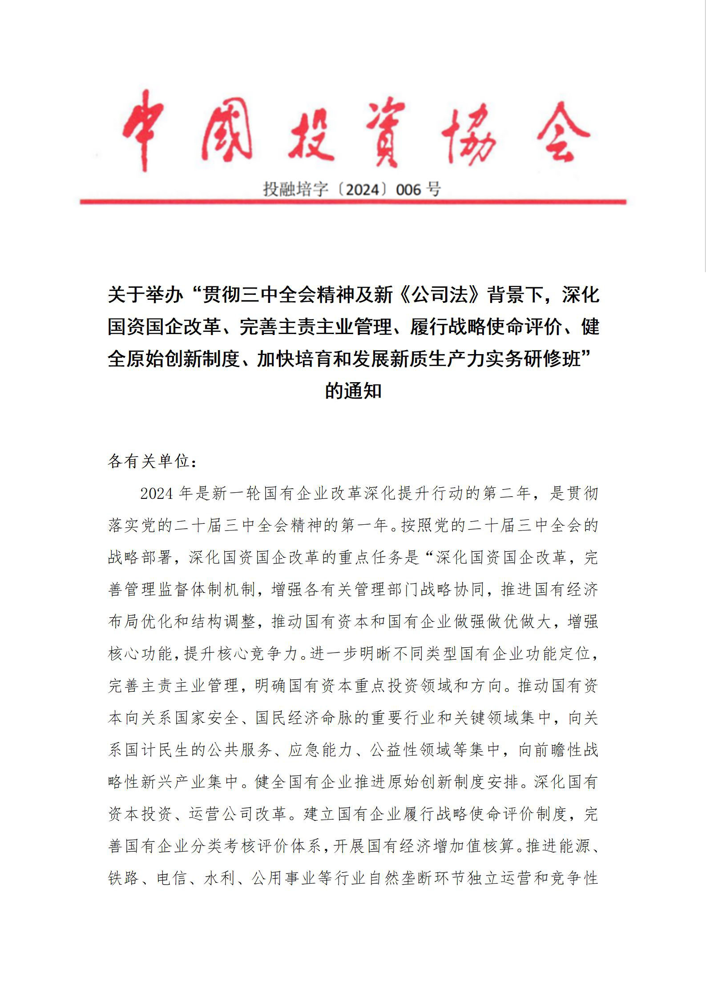 中國投資協会
投融培字〔2024〕006 号
关于举办“贯彻三中全会精神及新《公司法》背景下，深化
国资国企改革、完善主责主业管理、履行战略使命评价、健
全原始创新制度、加快培育和发展新质生产力实务研修班”
的通知
各有关单位：
2024 年是新一轮国有企业改革深化提升行动的第二年，是贯彻
落实党的二十届三中全会精神的第一年。按照党的二十届三中全会的
战略部署，深化国资国企改革的重点任务是“深化国资国企改革，完
善管理监督体制机制，增强各有关管理部门战略协同，推进国有经济
布局优化和结构调整，推动国有资本和国有企业做强做优做大，增强
核心功能，提升核心竞争力。进一步明晰不同类型国有企业功能定位，
完善主责主业管理，明确国有资本重点投资领域和方向。推动国有资
本向关系国家安全、国民经济命脉的重要行业和关键领域集中，向关
系国计民生的公共服务、应急能力、公益性领域等集中，向前瞻性战
略性新兴产业集中。健全国有企业推进原始创新制度安排。深化国有
资本投资、运营公司改革。建立国有企业履行战略使命评价制度，完
善国有企业分类考核评价体系，开展国有经济增加值核算。推进能源、
铁路、电信、水利、公用事业等行业自然垄断环节独立运营和竞争性